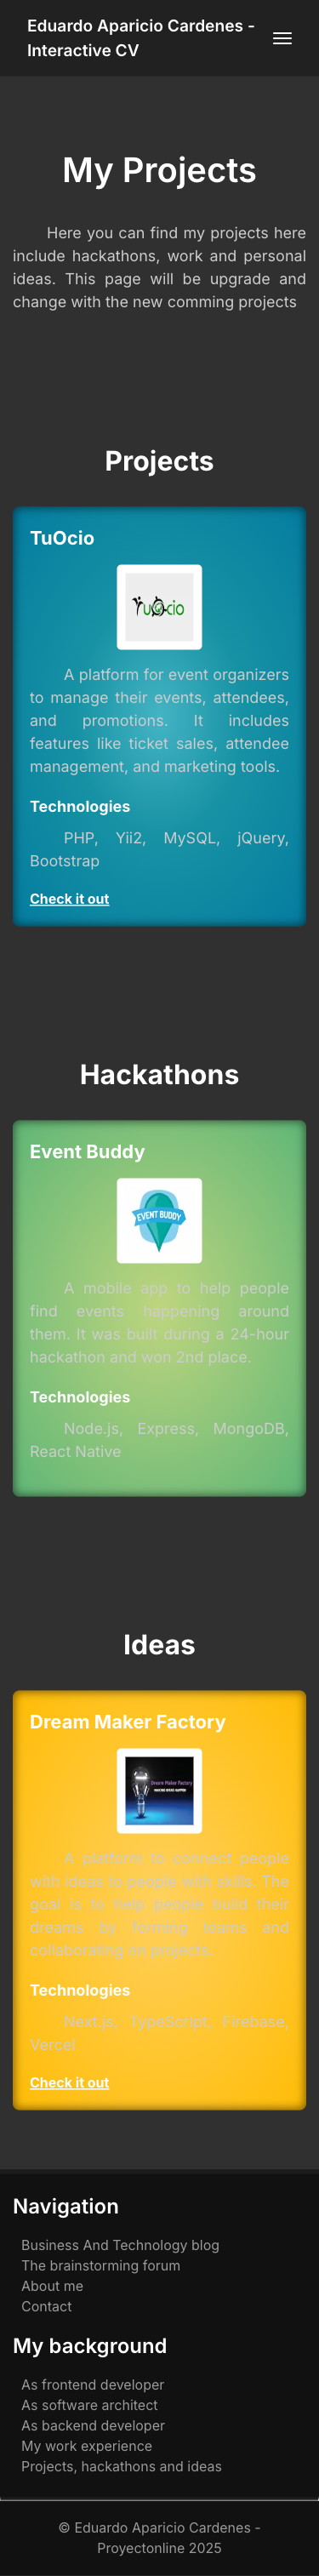 Eduardo Aparicio Cardenes -
Interactive CV
My Projects
Here you can find my projects here
include hackathons, work and personal
ideas. This page will be upgrade and
change with the new comming projects
Projects
TuOcio
TuOcio
A platform for event organizers
to manage their events, attendees,
and promotions. It includes
features like ticket sales, attendee
management, and marketing tools.
Technologies
PHP, Yii2, MySQL, jQuery,
Bootstrap
Check it out
Hackathons
Event Buddy
EVENT BUDDY
A mobile app to help people
find events happening around
them. It was built during a 24-hour
hackathon and won 2nd place.
Technologies
Node.js, Express, MongoDB,
React Native
Ideas
Dream Maker Factory
Dream Maker Factory
A platform to connect people
with ideas to people with skills. The
goal is to help people build their
dreams by forming teams and
collaborating on projects.
Technologies
Next.js, TypeScript, Firebase,
Vercel
Check it out
Navigation
Business And Technology blog
The brainstorming forum
About me
Contact
My background
As frontend developer
As software architect
As backend developer
My work experience
Projects, hackathons and ideas
© Eduardo Aparicio Cardenes -
Proyectonline 2025